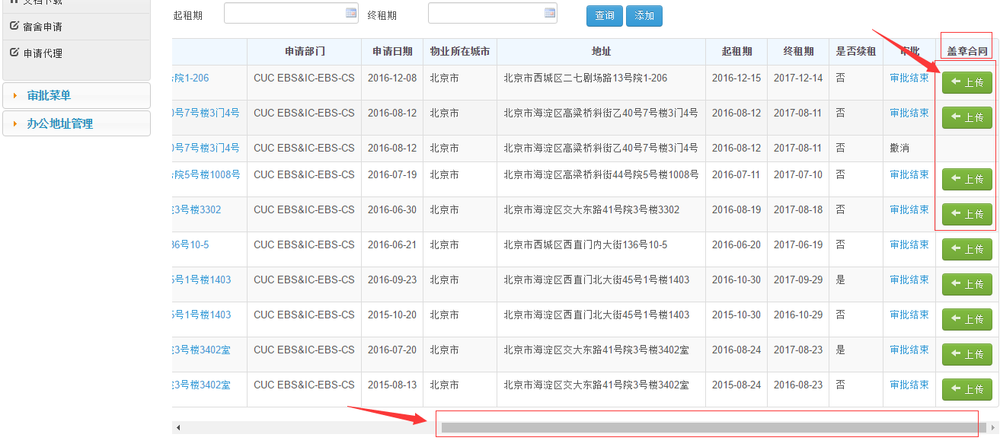 文档下载
起租期 终租期 查询 添加
宿舍申请
申请代理
审批菜单
办公地址管理
申请部门 申请日期 物业所在城市 地址 起租期 终租期 是否续租 审批 盖章合同
院1-206 CUC EBS&IC-EBS-CS 2016-12-08 北京市 北京市西城区二七剧场路13号院1-206 2016-12-15 2017-12-14 否 审批结束 上传
0号7号楼3门4号 CUC EBS&IC-EBS-CS 2016-08-12 北京市 北京市海淀区高粱桥斜街乙40号7号楼3门4号 2016-08-12 2017-08-11 否 审批结束 上传
0号7号楼3门4号 CUC EBS&IC-EBS-CS 2016-08-12 北京市 北京市海淀区高粱桥斜街乙40号7号楼3门4号 2016-08-12 2017-08-11 否 撤消
院5号楼1008号 CUC EBS&IC-EBS-CS 2016-07-19 北京市 北京市海淀区高梁桥斜街44号院5号楼1008号 2016-07-11 2017-07-10 否 审批结束 上传
3号楼3302 CUC EBS&IC-EBS-CS 2016-06-30 北京市 北京市海淀区交大东路41号院3号楼3302 2016-08-19 2017-08-18 否 审批结束 上传
36号10-5 CUC EBS&IC-EBS-CS 2016-06-21 北京市 北京市西城区西直门内大街136号10-5 2016-06-20 2017-06-19 否 审批结束 上传
5号1号楼1403 CUC EBS&IC-EBS-CS 2016-09-23 北京市 北京市海淀区西直门北大街45号1号楼1403 2016-10-30 2017-09-29 是 审批结束 上传
5号1号楼1403 CUC EBS&IC-EBS-CS 2015-10-20 北京市 北京市海淀区西直门北大街45号1号楼1403 2015-10-30 2016-10-29 否 审批结束 上传
3号楼3402室 CUC EBS&IC-EBS-CS 2016-07-20 北京市 北京市海淀区交大东路41号院3号楼3402室 2016-08-24 2017-08-23 是 审批结束 上传
3号楼3402室 CUC EBS&IC-EBS-CS 2015-08-13 北京市 北京市海淀区交大东路41号院3号楼3402室 2015-08-24 2016-08-23 否 审批结束 上传